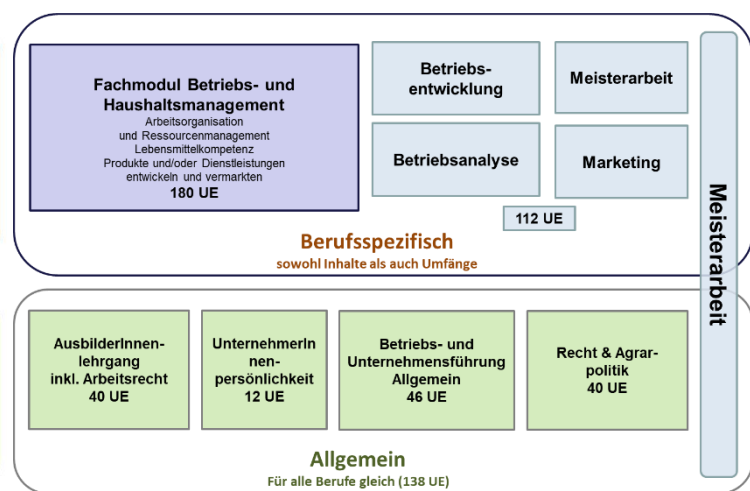 Fachmodul Betriebs- und
Haushaltsmanagement
Arbeitsorganisation
und Ressourcenmanagement
Lebensmittelkompetenz
Produkte und/oder Dienstleistungen
entwickeln und vermarkten
180 UE
Betriebs-
entwicklung
Meisterarbeit
Betriebsanalyse
Marketing
112 UE
Berufsspezifisch
sowohl Inhalte als auch Umfänge
Meisterarbeit
AusbilderInnen-
lehrgang
inkl. Arbeitsrecht
40 UE
UnternehmerIn
nen-
persönlichkeit
12 UE
Betriebs- und
Unternehmensführung
Allgemein
46 UE
Recht & Agrar-
politik
40 UE
Allgemein
Für alle Berufe gleich (138 UE)